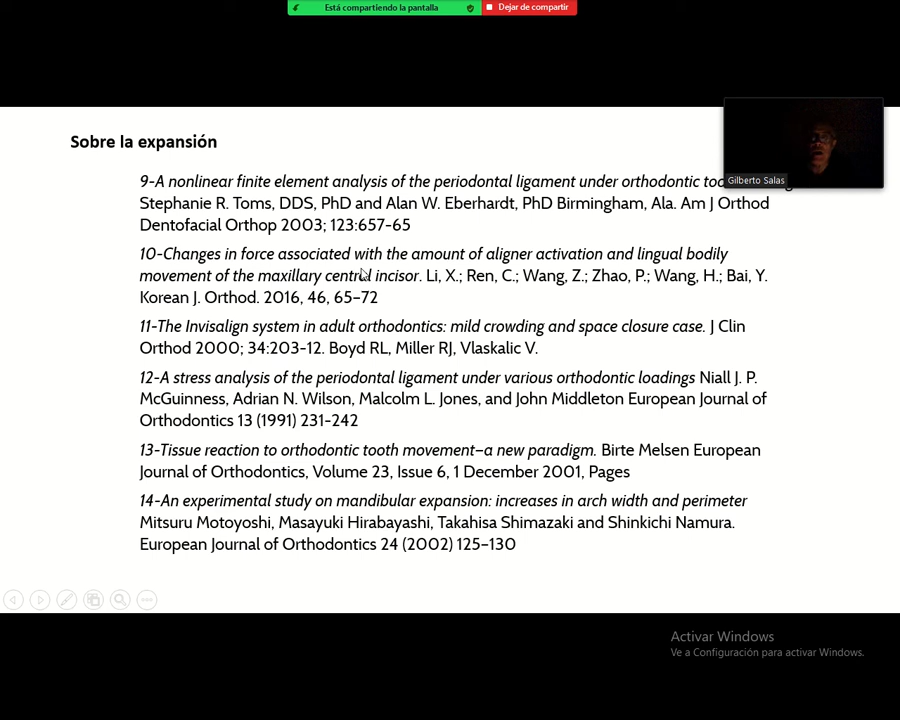 Está compartiendo la pantalla
Dejar de compartir
Sobre la expansión
Gilberto Salas
9-A nonlinear finite element analysis of the periodontal ligament under orthodontic
Stephanie R. Toms, DDS, PhD and Alan W. Eberhardt, PhD Birmingham, Ala. Am J Orthod
Dentofacial Orthop 2003; 123:657-65
10-Changes in force associated with the amount of aligner activation and lingual bodily
movement of the maxillary central incisor. Li, X.; Ren, C.; Wang, Z.; Zhao, P.; Wang, H.; Bai, Y.
Korean J. Orthod. 2016, 46, 65–72
11-The Invisalign system in adult orthodontics: mild crowding and space closure case. J Clin
Orthod 2000; 34:203-12. Boyd RL, Miller RJ, Vlaskalic V.
12-A stress analysis of the periodontal ligament under various orthodontic loadings Niall J. P.
McGuinness, Adrian N. Wilson, Malcolm L. Jones, and John Middleton European Journal of
Orthodontics 13 (1991) 231-242
13-Tissue reaction to orthodontic tooth movement–a new paradigm. Birte Melsen European
Journal of Orthodontics, Volume 23, Issue 6, 1 December 2001, Pages
14-An experimental study on mandibular expansion: increases in arch width and perimeter
Mitsuru Motoyoshi, Masayuki Hirabayashi, Takahisa Shimazaki and Shinkichi Namura.
European Journal of Orthodontics 24 (2002) 125–130
Activar Windows
Ve a Configuración para activar Windows.